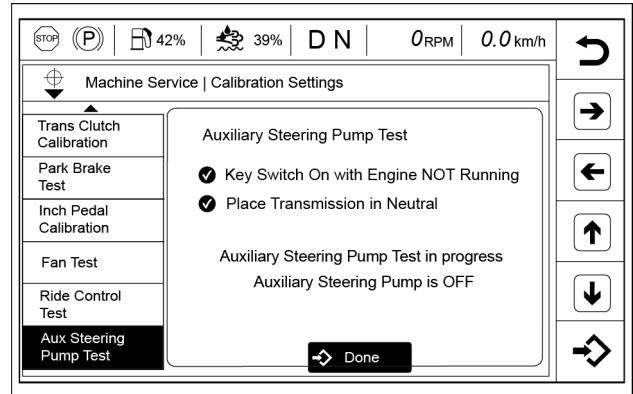 STOP P 42% 39% D N 0 RPM 0.0 km/h
Machine Service | Calibration Settings
Trans Clutch
Calibration
Park Brake
Test
Inch Pedal
Calibration
Fan Test
Ride Control
Test
Aux Steering
Pump Test
Auxiliary Steering Pump Test
Key Switch On with Engine NOT Running
Place Transmission in Neutral
Auxiliary Steering Pump Test in progress
Auxiliary Steering Pump is OFF
Done